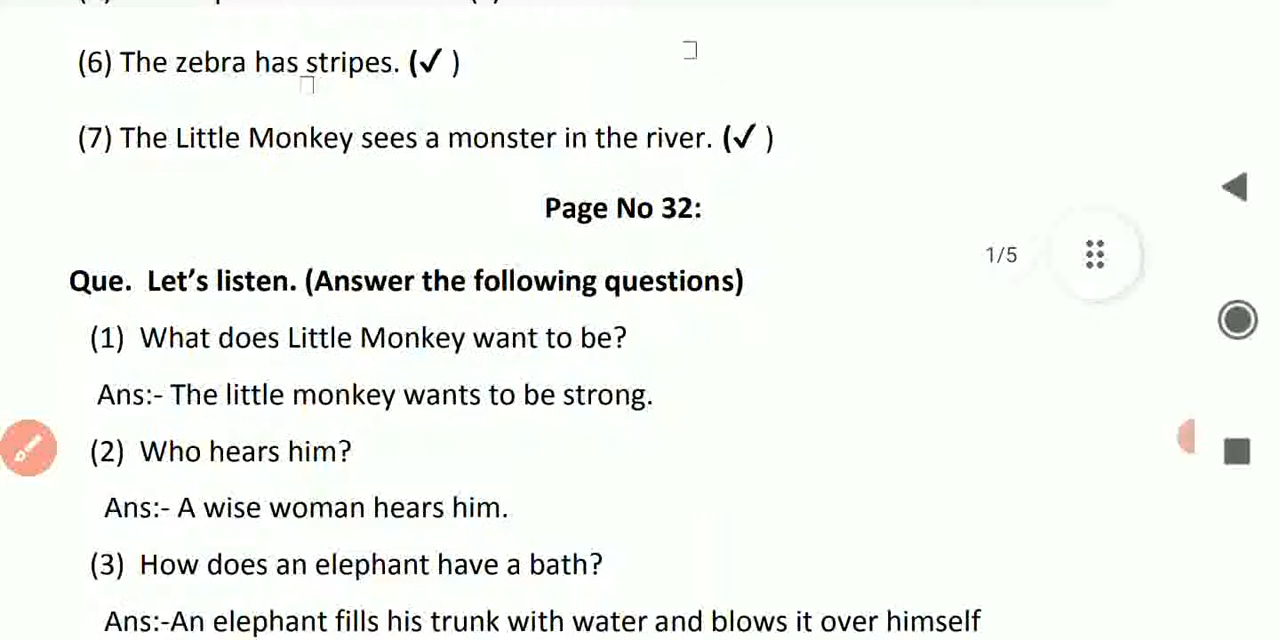 (6) The zebra has stripes. (✓ )
(7) The Little Monkey sees a monster in the river. (✓ )
Page No 32:
1/5
Que. Let's listen. (Answer the following questions)
(1) What does Little Monkey want to be?
Ans:- The little monkey wants to be strong.
(2) Who hears him?
Ans:- A wise woman hears him.
(3) How does an elephant have a bath?
Ans:-An elephant fills his trunk with water and blows it over himself